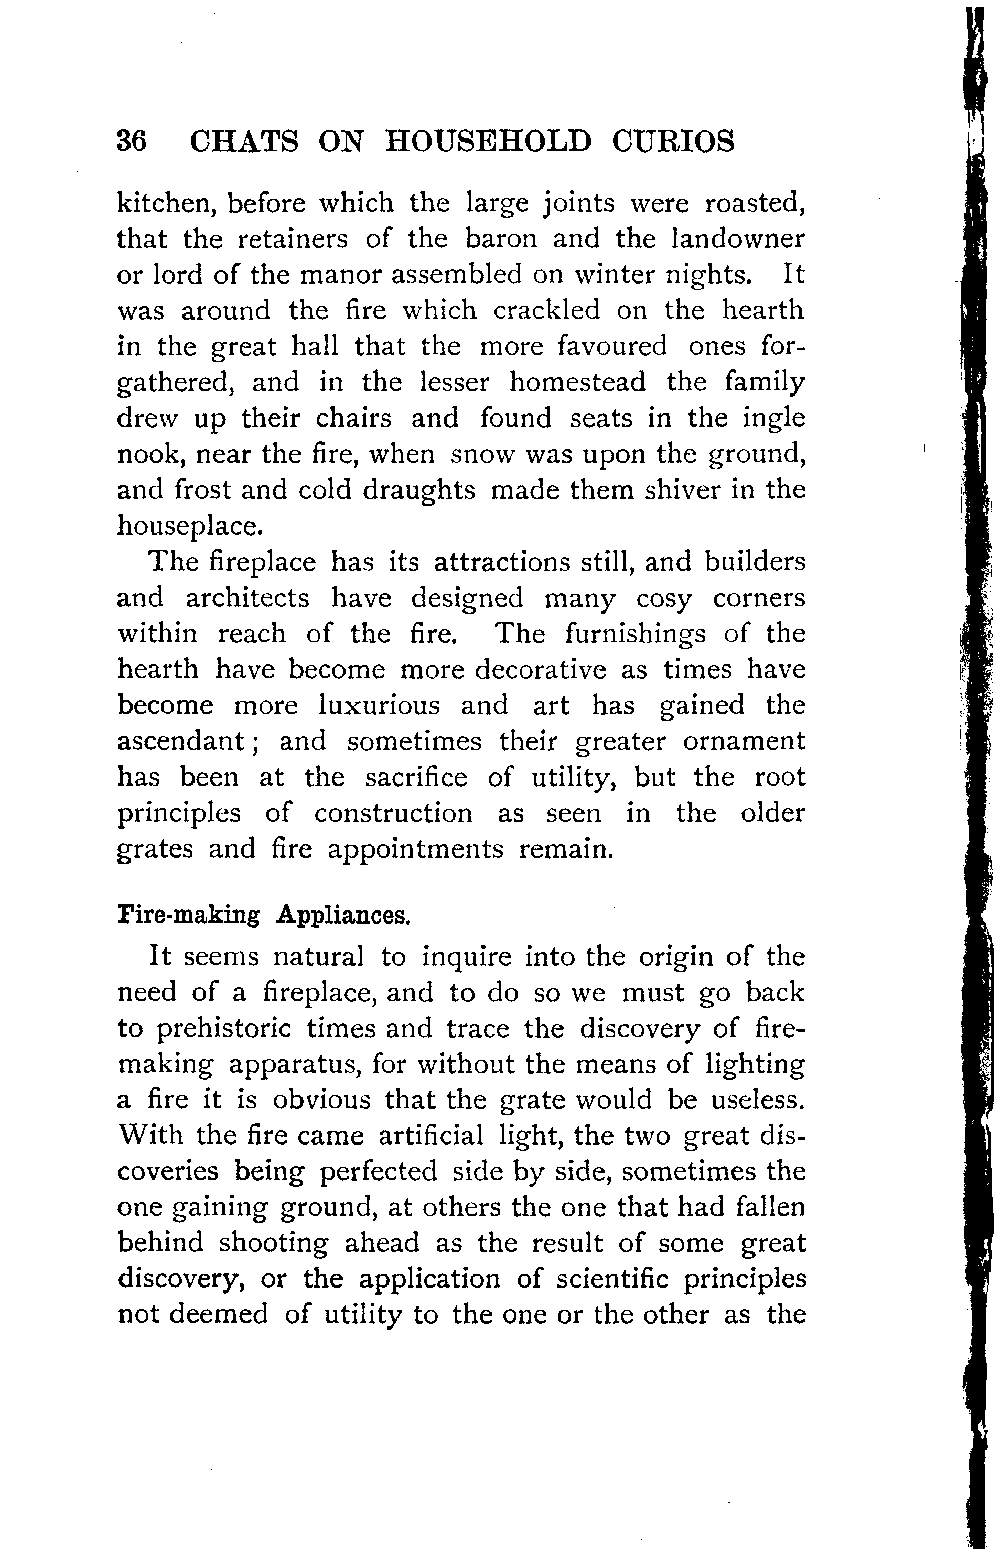 36 CHATS ON HOUSEHOLD CURIOS
kitchen, before which the large joints were roasted,
that the retainers of the baron and the landowner
or lord of the manor assembled on winter nights. It
was around the fire which crackled on the hearth
in the great hall that the more favoured ones for-
gathered, and in the lesser homestead the family
drew up their chairs and found seats in the ingle
nook, near the fire, when snow was upon the ground,
and frost and cold draughts made them shiver in the
houseplace.
The fireplace has its attractions still, and builders
and architects have designed many cosy corners
within reach of the fire. The furnishings of the
hearth have become more decorative as times have
become more luxurious and art has gained the
ascendant; and sometimes their greater ornament
has been at the sacrifice of utility, but the root
principles of construction as seen in the older
grates and fire appointments remain.
Fire-making Appliances.
It seems natural to inquire into the origin of the
need of a fireplace, and to do so we must go back
to prehistoric times and trace the discovery of fire-
making apparatus, for without the means of lighting
a fire it is obvious that the grate would be useless.
With the fire came artificial light, the two great dis-
coveries being perfected side by side, sometimes the
one gaining ground, at others the one that had fallen
behind shooting ahead as the result of some great
discovery, or the application of scientific principles
not deemed of utility to the one or the other as the